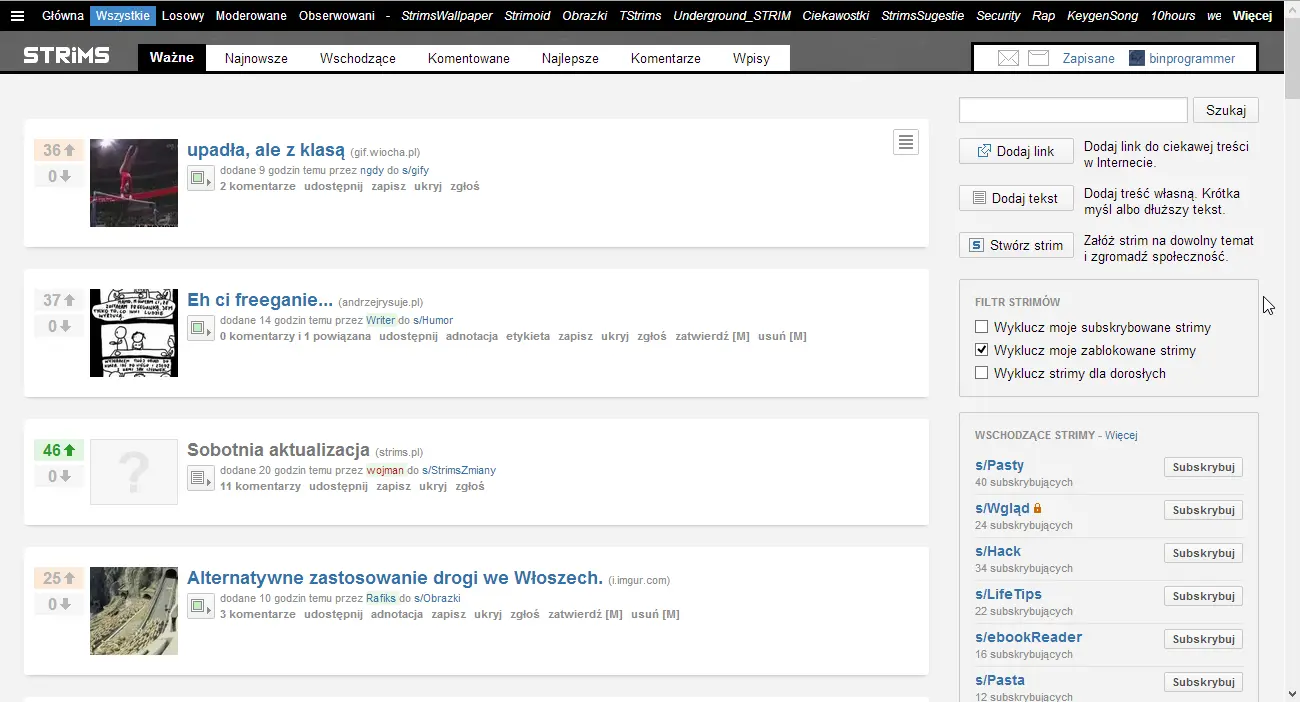 Główna Wszystkie Losowy Moderowane Obserwowani - StrimsWallpaper Strimoid Obrazki TStrims Underground_STRIM Ciekawostki StrimsSugestie Security Rap KeygenSong 10hours we Więcej
STRiMS Ważne Najnowsze Wschodzące Komentowane Najlepsze Komentarze Wpisy Zapisane binprogrammer
Szukaj
36
0
upadła, ale z klasą (gif.wiocha.pl)
dodane 9 godzin temu przez ngdy do s/gify
2 komentarze udostępnij zapisz ukryj zgłoś
37
0
Eh ci freeganie... (andrzejrysuje.pl)
dodane 14 godzin temu przez Writer do s/Humor
0 komentarzy i 1 powiązana udostępnij adnotacja etykieta zapisz ukryj zgłoś zatwierdź [M] usuń [M]
46
0
?
Sobotnia aktualizacja (strims.pl)
dodane 20 godzin temu przez wojman do s/StrimsZmiany
11 komentarzy udostępnij zapisz ukryj zgłoś
25
0
Alternatywne zastosowanie drogi we Włoszech. (i.imgur.com)
dodane 10 godzin temu przez Rafiks do s/Obrazki
3 komentarze udostępnij adnotacja zapisz ukryj zgłoś zatwierdź [M] usuń [M]
Dodaj link
Dodaj link do ciekawej treści
w Internecie.
Dodaj tekst
Dodaj treść własną. Krótka
myśl albo dłuższy tekst.
S Stwórz strim
Załóż strim na dowolny temat
i zgromadź społeczność.
FILTR STRIMÓW
Wyklucz moje subskrybowane strimy
Wyklucz moje zablokowane strimy
Wyklucz strimy dla dorosłych
WSCHODZĄCE STRIMY - Więcej
s/Pasty Subskrybuj
40 subskrybujących
s/Wgląd Subskrybuj
24 subskrybujących
s/Hack Subskrybuj
34 subskrybujących
s/LifeTips Subskrybuj
22 subskrybujących
s/ebookReader Subskrybuj
16 subskrybujących
s/Pasta Subskrybuj
12 subskrybujących